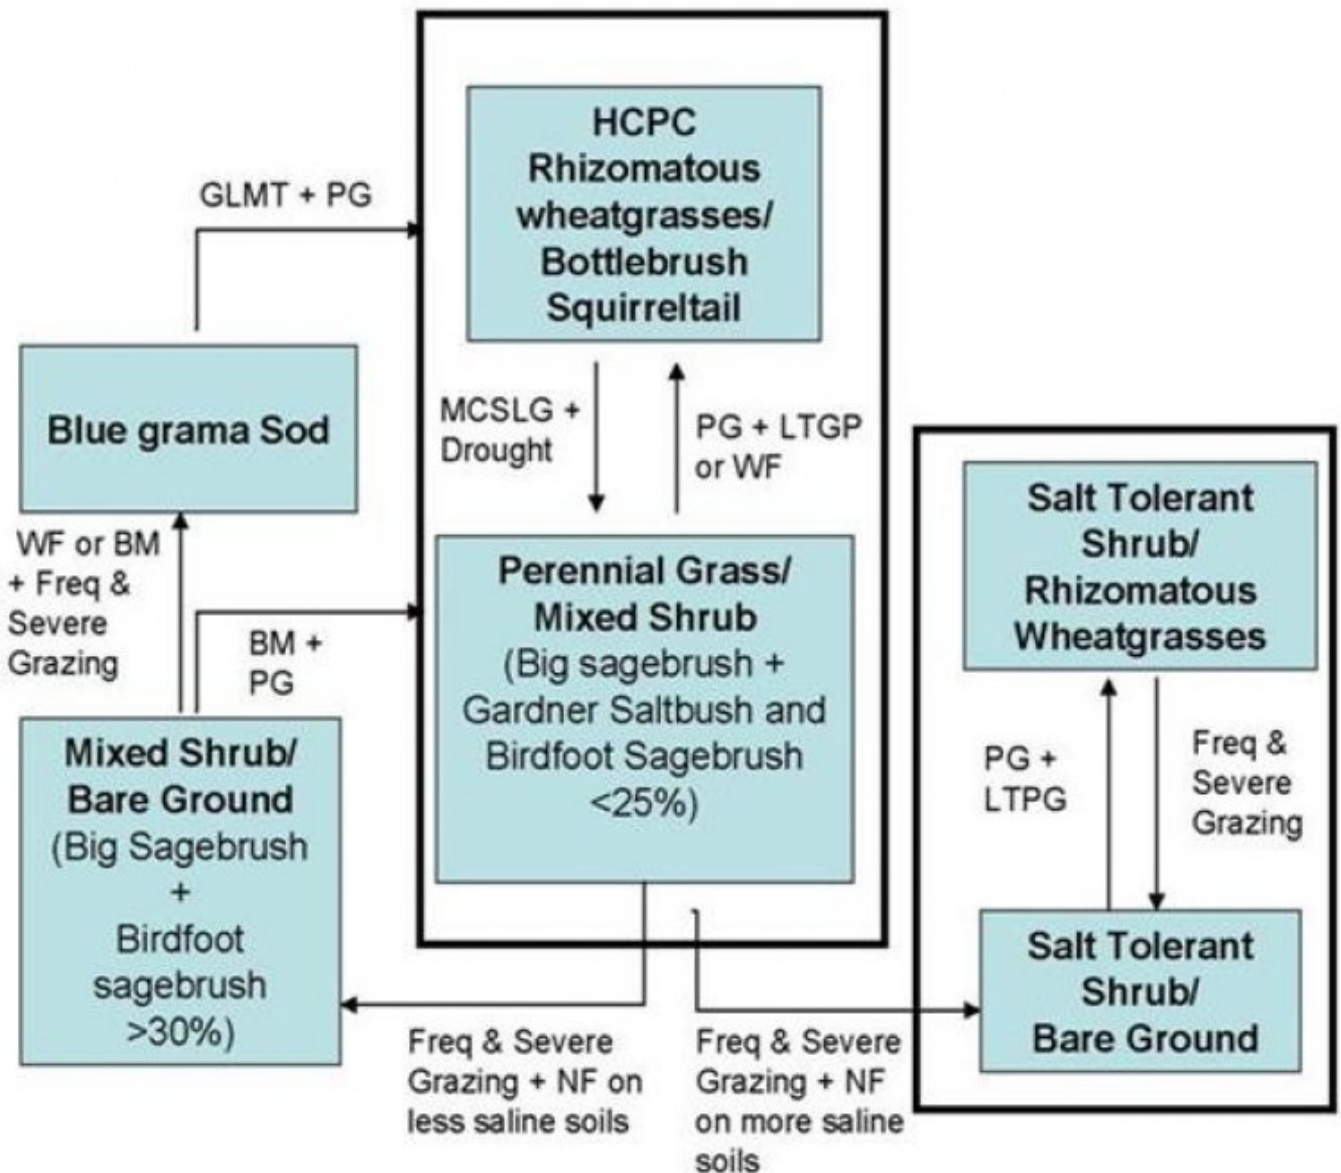 HCPC
Rhizomatous
wheatgrasses/
Bottlebrush
Squirreltail
GLMT + PG
Blue grama Sod
MCSLG +
Drought
PG + LTGP
or WF
WF or BM
+ Freq &
Severe
Grazing
BM +
PG
Perennial Grass/
Mixed Shrub
(Big sagebrush +
Gardner Saltbush and
Birdfoot Sagebrush
<25%)
Mixed Shrub/
Bare Ground
(Big Sagebrush
+
Birdfoot
sagebrush
>30%)
Freq & Severe
Grazing + NF on
less saline soils
Freq & Severe
Grazing + NF
on more saline
soils
Salt Tolerant
Shrub/
Rhizomatous
Wheatgrasses
PG +
LTPG
Freq &
Severe
Grazing
Salt Tolerant
Shrub/
Bare Ground